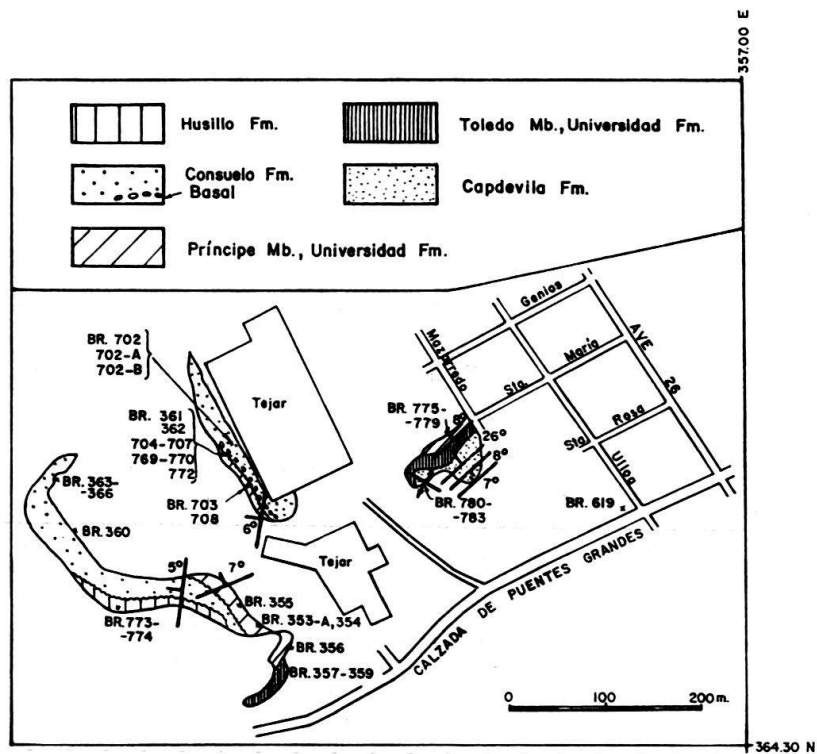 357.00 E
Husillo Fm.
Toledo Mb., Universidad Fm.
Consuelo Fm.
Basal
Capdevila Fm.
Príncipe Mb., Universidad Fm.
Genios
AVE 26
María
Sta.
Mazarredo
Rosa
Sta.
Ulloa
BR. 702
702-A
702-B
Tejar
BR. 775-
-779
8°
26°
8°
7°
BR. 361
362
704-707
769-770
772
BR. 780-
-783
BR. 619 x
BR. 703
708
6°
BR. 363-
-366
BR. 360
Tejar
5°
7°
CALZADA DE PUENTES GRANDES
BR. 355
BR. 353-A, 354
BR. 773-
-774
BR. 356
BR. 357-359
0 100 200 m.
364.30 N